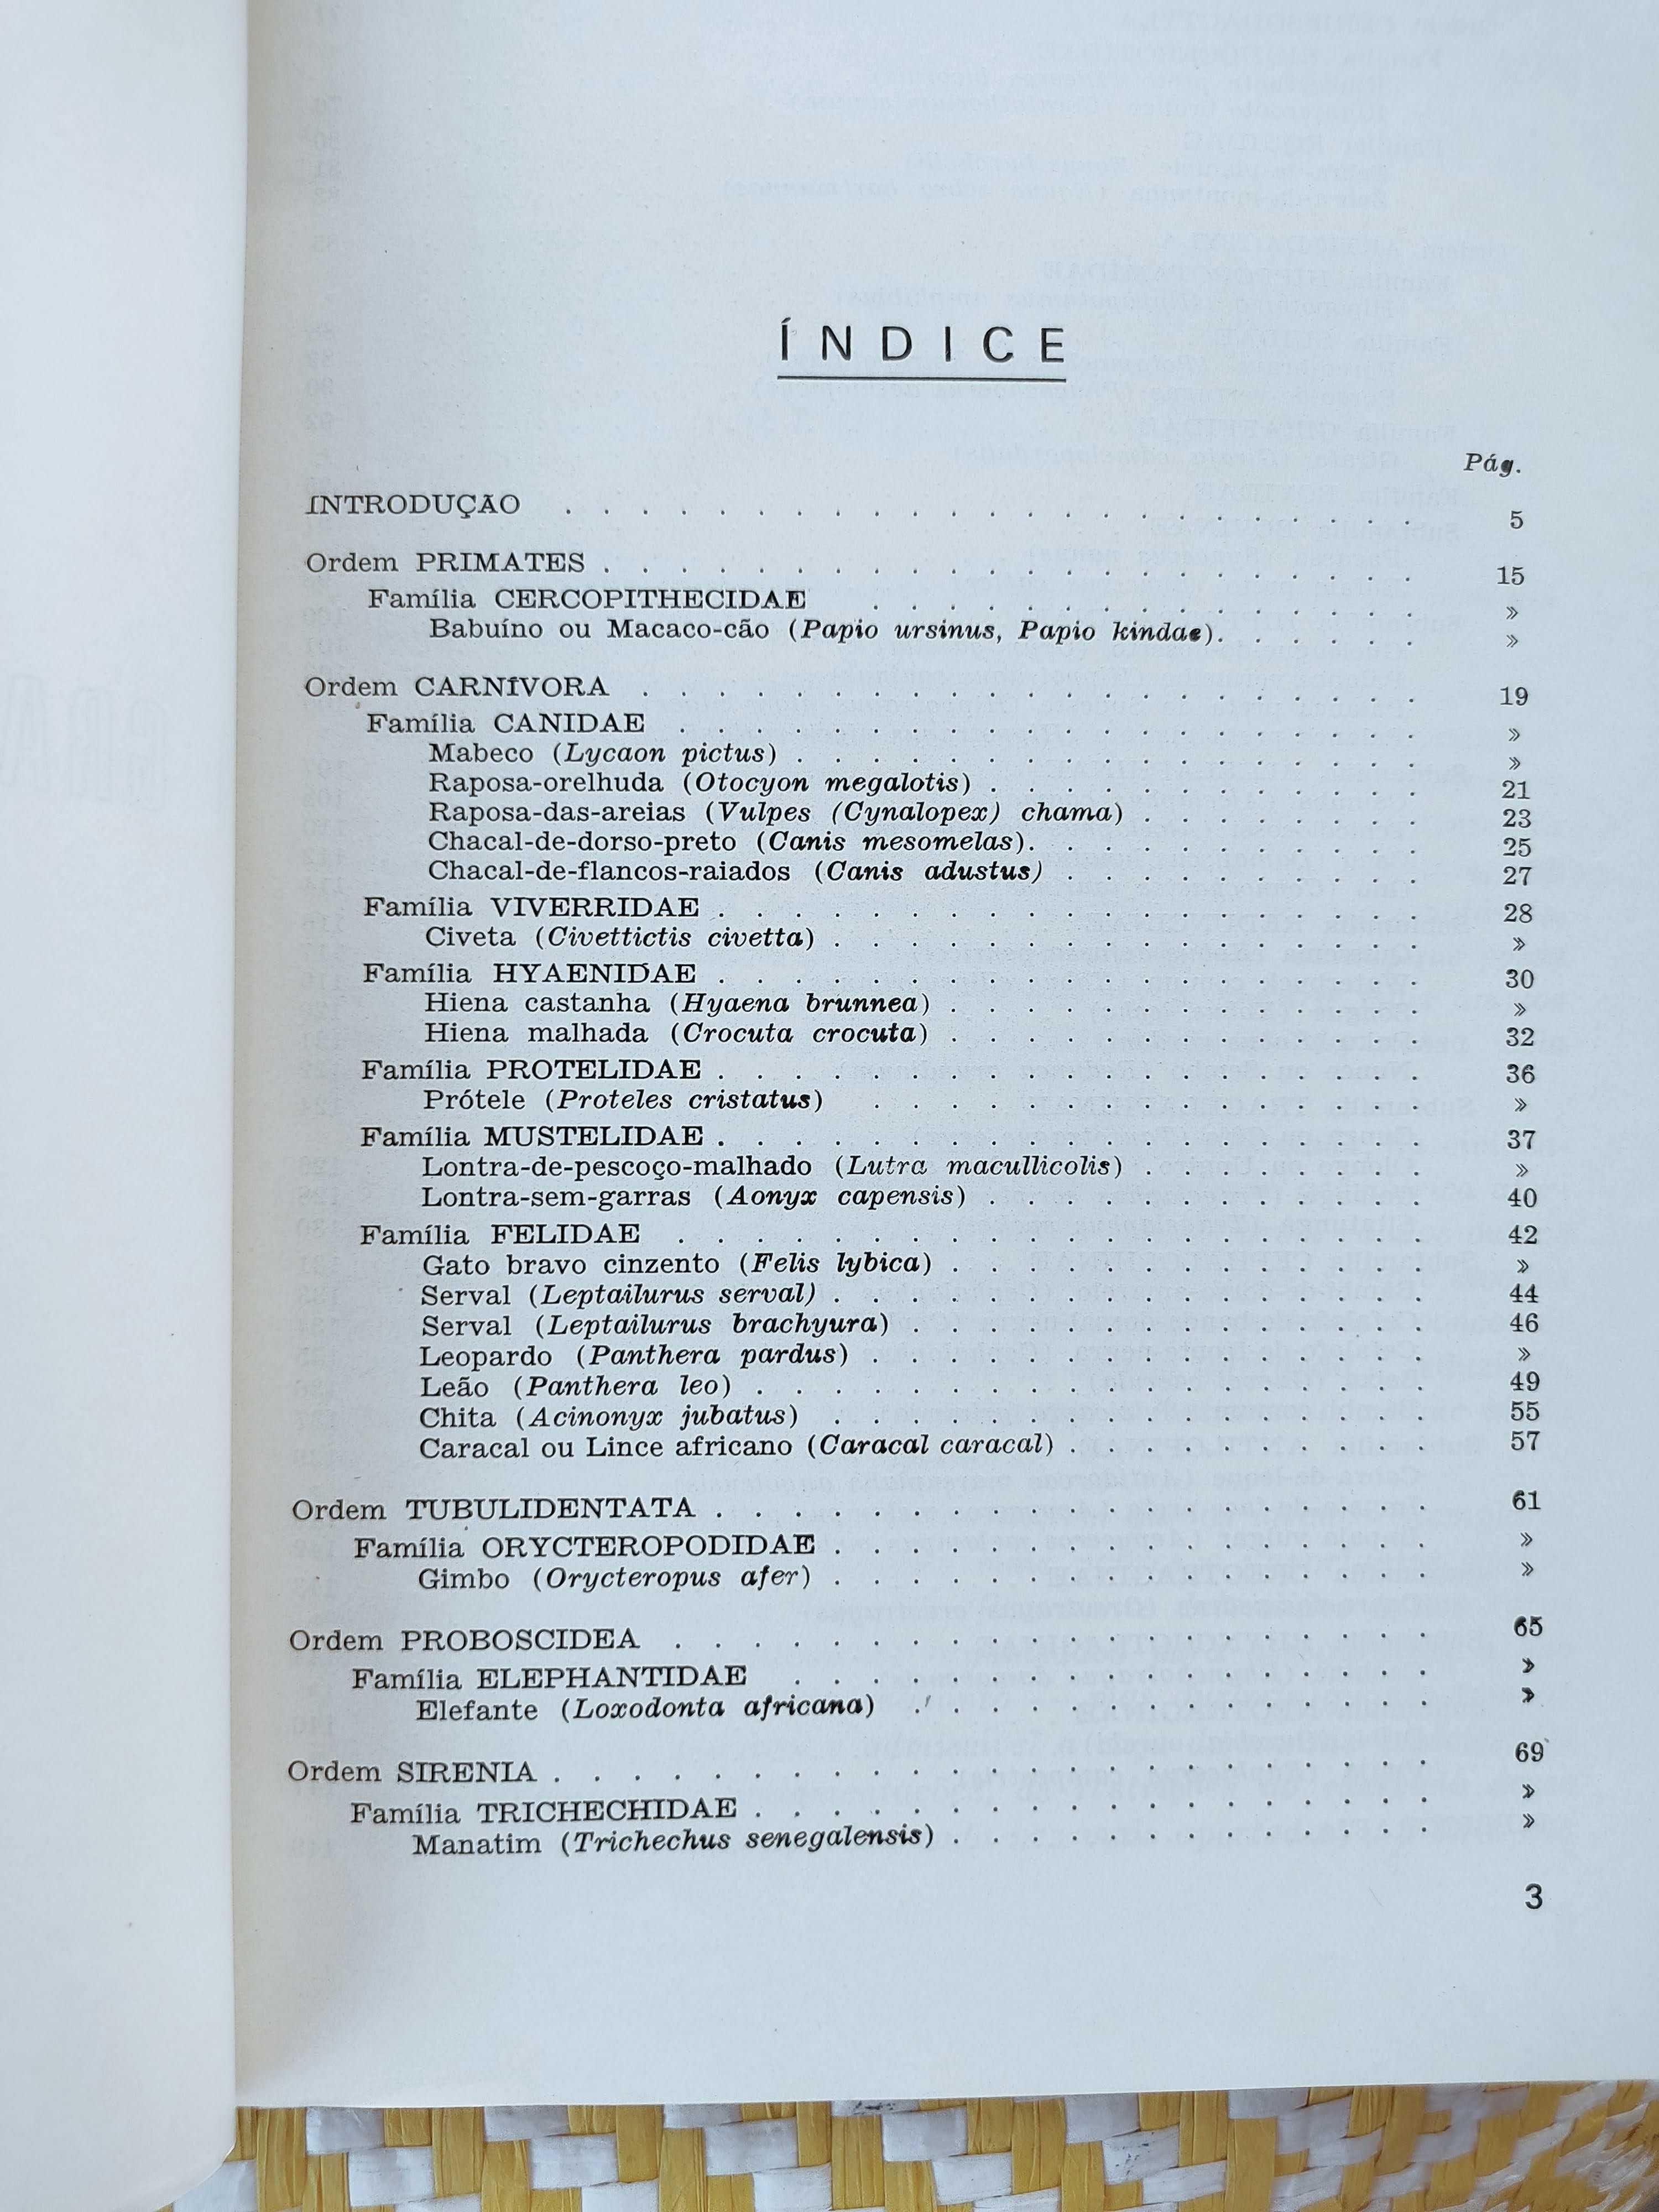 ÍNDICE
Pág.
INTRODUÇÃO . . . . . . . . . . . . . . . . . . . . . . . 5
Ordem PRIMATES . . . . . . . . . . . . . . . . . . . . . . 15
Família CERCOPITHECIDAE . . . . . . . . . . . . . . . »
Babuíno ou Macaco-cão (Papio ursinus, Papio kindae). . . . . . »
Ordem CARNÍVORA . . . . . . . . . . . . . . . . . . . . . 19
Família CANIDAE . . . . . . . . . . . . . . . . . . . . »
Mabeco (Lycaon pictus) . . . . . . . . . . . . . . . . . »
Raposa-orelhuda (Otocyon megalotis) . . . . . . . . . . . . 21
Raposa-das-areias (Vulpes (Cynalopex) chama) . . . . . . . . 23
Chacal-de-dorso-preto (Canis mesomelas). . . . . . . . . . . 25
Chacal-de-flancos-raiados (Canis adustus) . . . . . . . . . . 27
Família VIVERRIDAE . . . . . . . . . . . . . . . . . . . 28
Civeta (Civettictis civetta) . . . . . . . . . . . . . . . . »
Família HYAENIDAE . . . . . . . . . . . . . . . . . . . 30
Hiena castanha (Hyaena brunnea) . . . . . . . . . . . . . »
Hiena malhada (Crocuta crocuta) . . . . . . . . . . . . . 32
Família PROTELIDAE . . . . . . . . . . . . . . . . . . . 36
Prótele (Proteles cristatus) . . . . . . . . . . . . . . . »
Família MUSTELIDAE . . . . . . . . . . . . . . . . . . . 37
Lontra-de-pescoço-malhado (Lutra macullicolis) . . . . . . . . »
Lontra-sem-garras (Aonyx capensis) . . . . . . . . . . . . 40
Família FELIDAE . . . . . . . . . . . . . . . . . . . . 42
Gato bravo cinzento (Felis lybica) . . . . . . . . . . . . . »
Serval (Leptailurus serval) . . . . . . . . . . . . . . . . 44
Serval (Leptailurus brachyura) . . . . . . . . . . . . . . 46
Leopardo (Panthera pardus) . . . . . . . . . . . . . . . »
Leão (Panthera leo) . . . . . . . . . . . . . . . . . . 49
Chita (Acinonyx jubatus) . . . . . . . . . . . . . . . . 55
Caracal ou Lince africano (Caracal caracal) . . . . . . . . . . 57
Ordem TUBULIDENTATA . . . . . . . . . . . . . . . . . . . 61
Família ORYCTEROPODIDAE . . . . . . . . . . . . . . . . »
Gimbo (Orycteropus afer) . . . . . . . . . . . . . . . . »
Ordem PROBOSCIDEA . . . . . . . . . . . . . . . . . . . . 65
Família ELEPHANTIDAE . . . . . . . . . . . . . . . . . »
Elefante (Loxodonta africana) . . . . . . . . . . . . . . »
Ordem SIRENIA . . . . . . . . . . . . . . . . . . . . . . . 69
Família TRICHECHIDAE . . . . . . . . . . . . . . . . . . »
Manatim (Trichechus senegalensis) . . . . . . . . . . . . . »
3